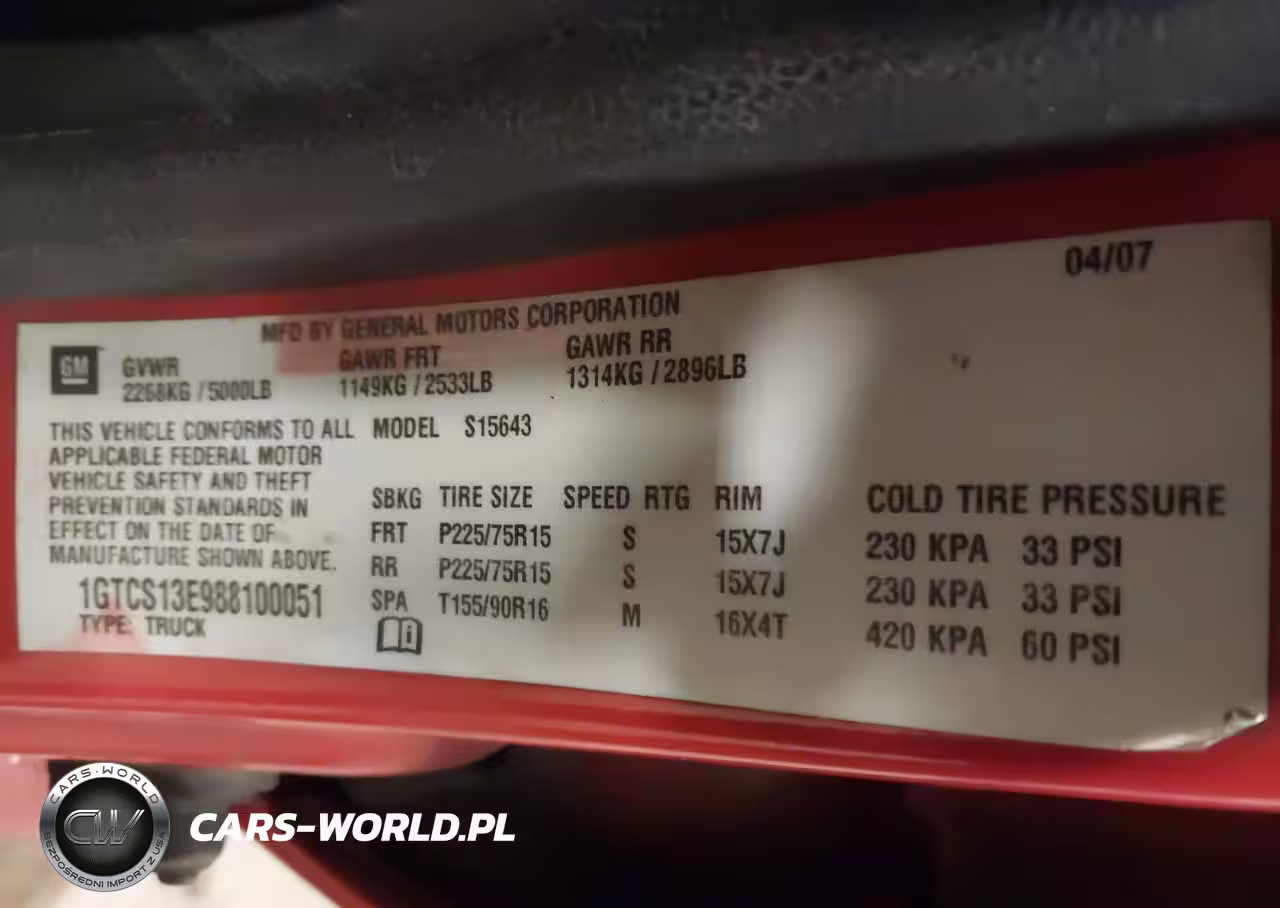 04/07
MFD BY GENERAL MOTORS CORPORATION
GM
GVWR GAWR FRT GAWR RR
2268KG / 5000LB 1149KG / 2533LB 1314KG / 2896LB
THIS VEHICLE CONFORMS TO ALL
APPLICABLE FEDERAL MOTOR
VEHICLE SAFETY AND THEFT
PREVENTION STANDARDS IN
EFFECT ON THE DATE OF
MANUFACTURE SHOWN ABOVE.
1GTCS13E988100051
TYPE: TRUCK
MODEL S15643
SBKG TIRE SIZE SPEED RTG RIM COLD TIRE PRESSURE
FRT P225/75R15 S 15X7J 230 KPA 33 PSI
RR P225/75R15 S 15X7J 230 KPA 33 PSI
SPA T155/90R16 M 16X4T 420 KPA 60 PSI
CARS-WORLD
CW
BEZPOŚREDNI IMPORT Z USA
CARS-WORLD.PL